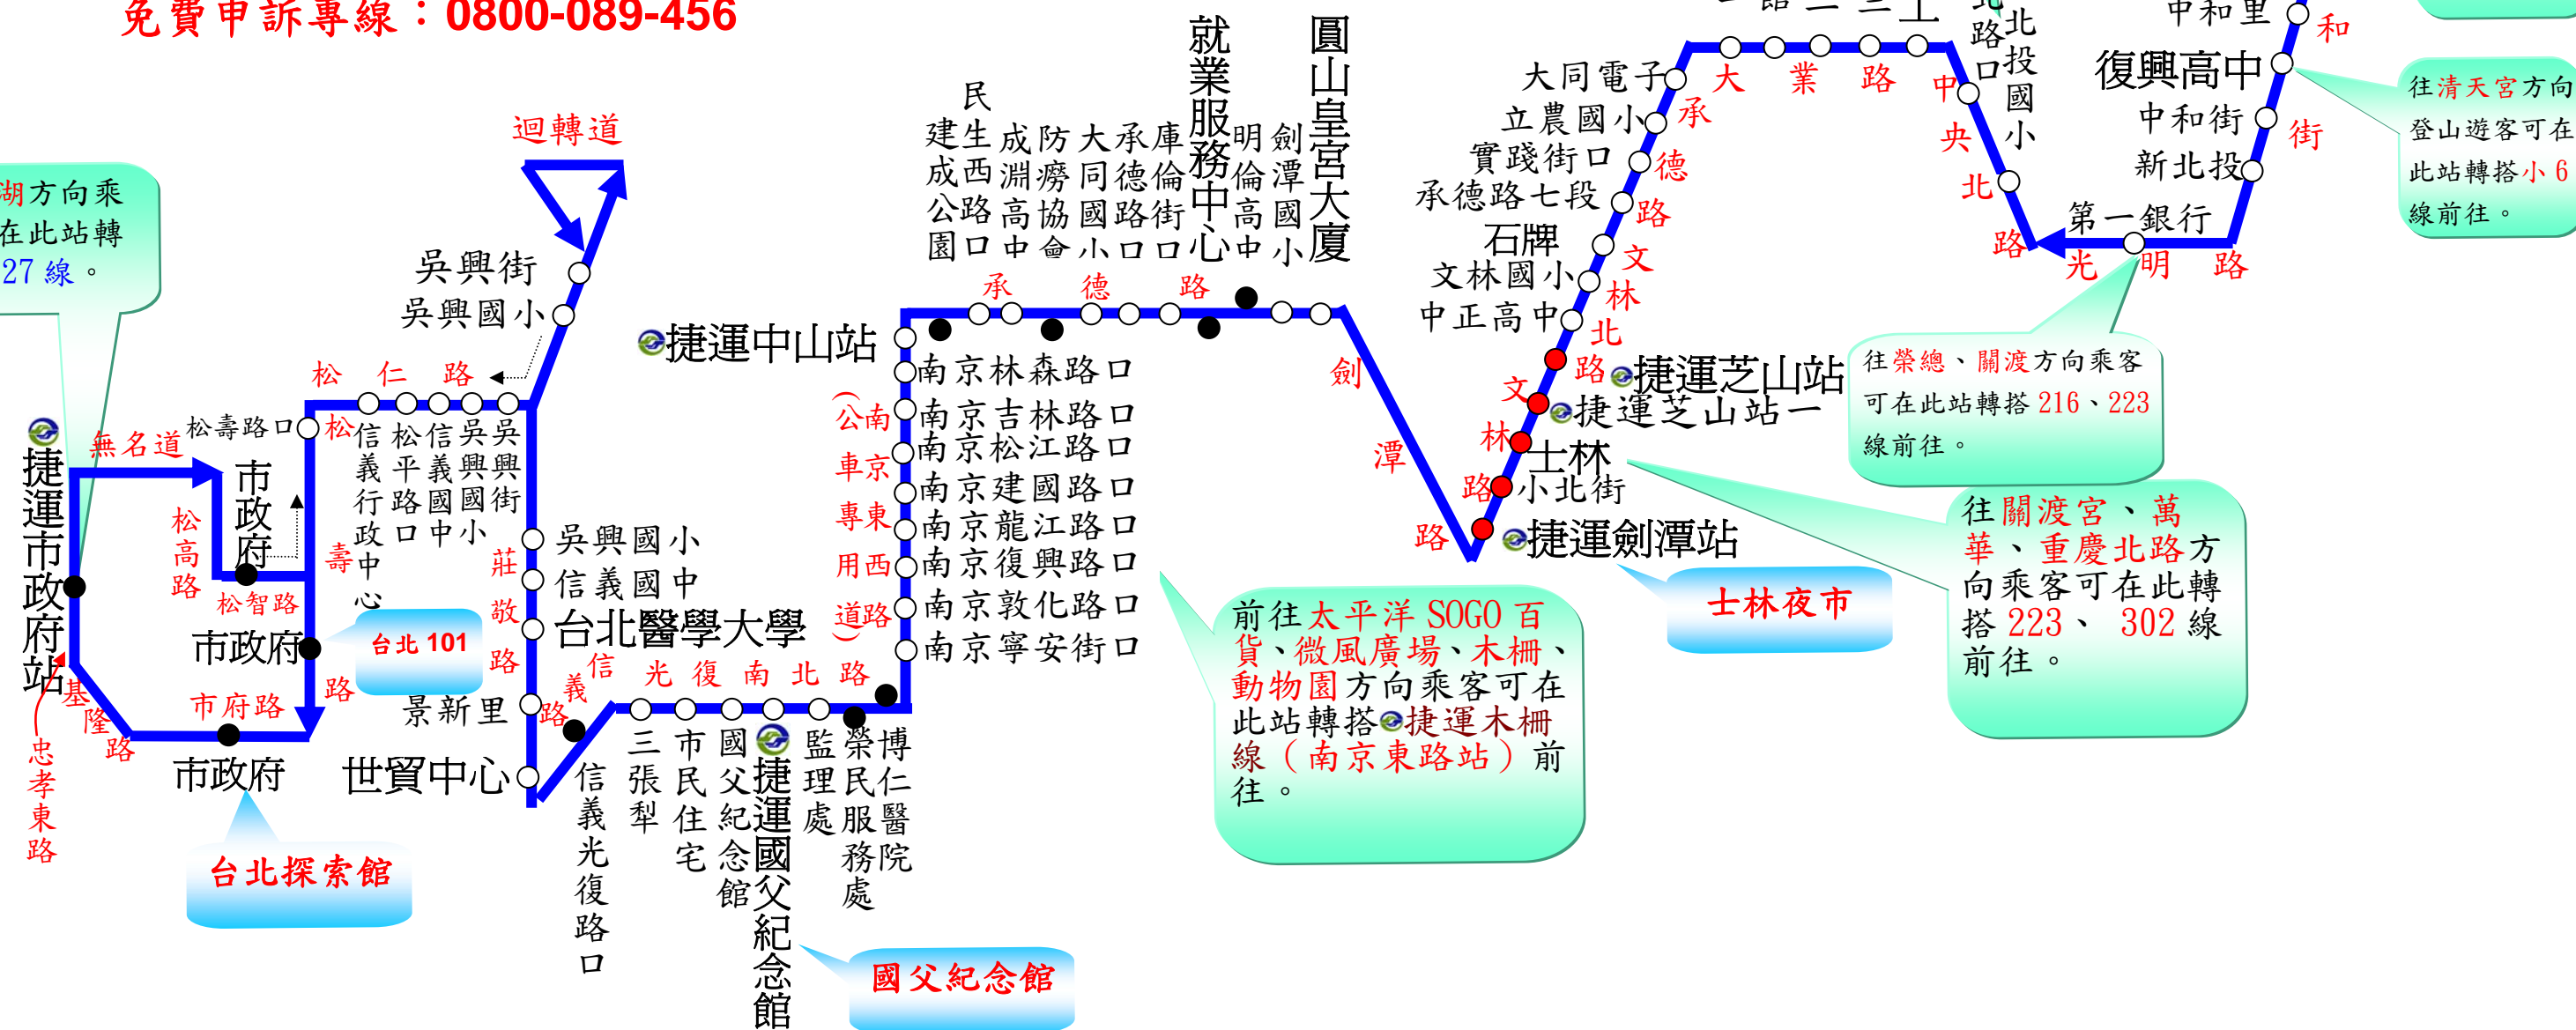 免費申訴專線：0800-089-456
迴轉道
湖方向乘
在此站轉
27 線。
吳興街
吳興國小
松仁路
信義行政中心
松平路口
信義國中
吳興國小
吳興街
松壽路口
松壽路
無名道
捷運市政府站
市政府
松高路
松智路
市政府
台北 101
市府路
市政府
基隆路
忠孝東路
台北探索館
莊敬路
吳興國小
信義國中
台北醫學大學
景新里
世貿中心
信義路
信義光復路口
光復南北路
三張犁
市民住宅
國父紀念館
捷運國父紀念館
監理處
榮民服務處
博仁醫院
國父紀念館
捷運中山站
南京林森路口
南京吉林路口
南京松江路口
南京建國路口
南京龍江路口
南京復興路口
南京敦化路口
南京寧安街口
南京東西路
（公車專用道）
建成公園
民生西路口
成淵高中
防癆協會
大同國小
承德路口
庫倫街口
就業服務中心
明倫高中
劍潭國小
圓山皇宮大廈
承德路
劍潭路
前往太平洋 SOGO 百
貨、微風廣場、木柵、
動物園方向乘客可在
此站轉搭捷運木柵
線（南京東路站）前
往。
捷運劍潭站
士林夜市
小北街
士林
捷運芝山站一
捷運芝山站
文林路
文林北路
中正高中
文林國小
石牌
承德路七段
實踐街口
立農國小
大同電子
承德路
大業路
中央北路
北投國小
第一銀行
光明路
新北投
中和街
復興高中
中和里
和街
往清天宮方向
登山遊客可在
此站轉搭小 6
線前往。
往榮總、關渡方向乘客
可在此站轉搭 216、223
線前往。
往關渡宮、萬
華、重慶北路方
向乘客可在此轉
搭 223、 302 線
前往。